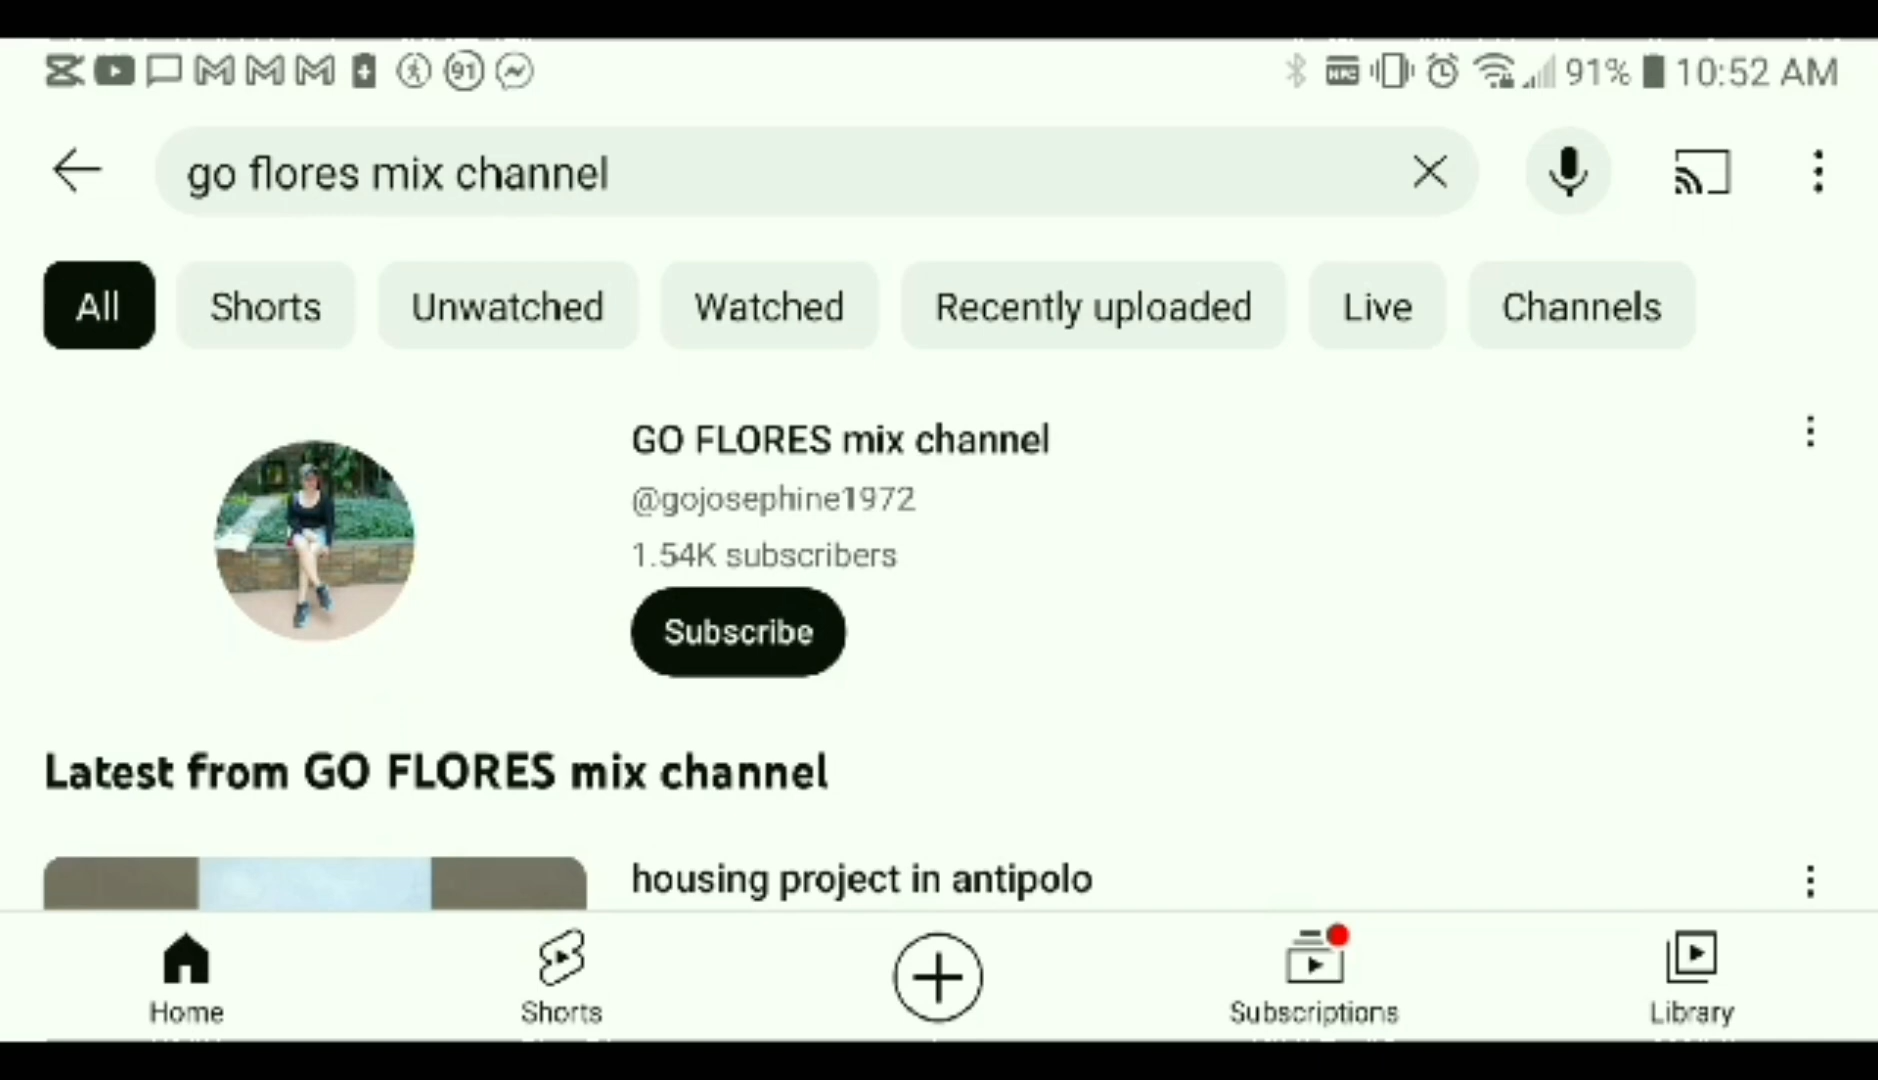 91 91% 10:52 AM
go flores mix channel
All Shorts Unwatched Watched Recently uploaded Live Channels
GO FLORES mix channel
@gojosephine1972
1.54K subscribers
Subscribe
Latest from GO FLORES mix channel
housing project in antipolo
Home Shorts Subscriptions Library